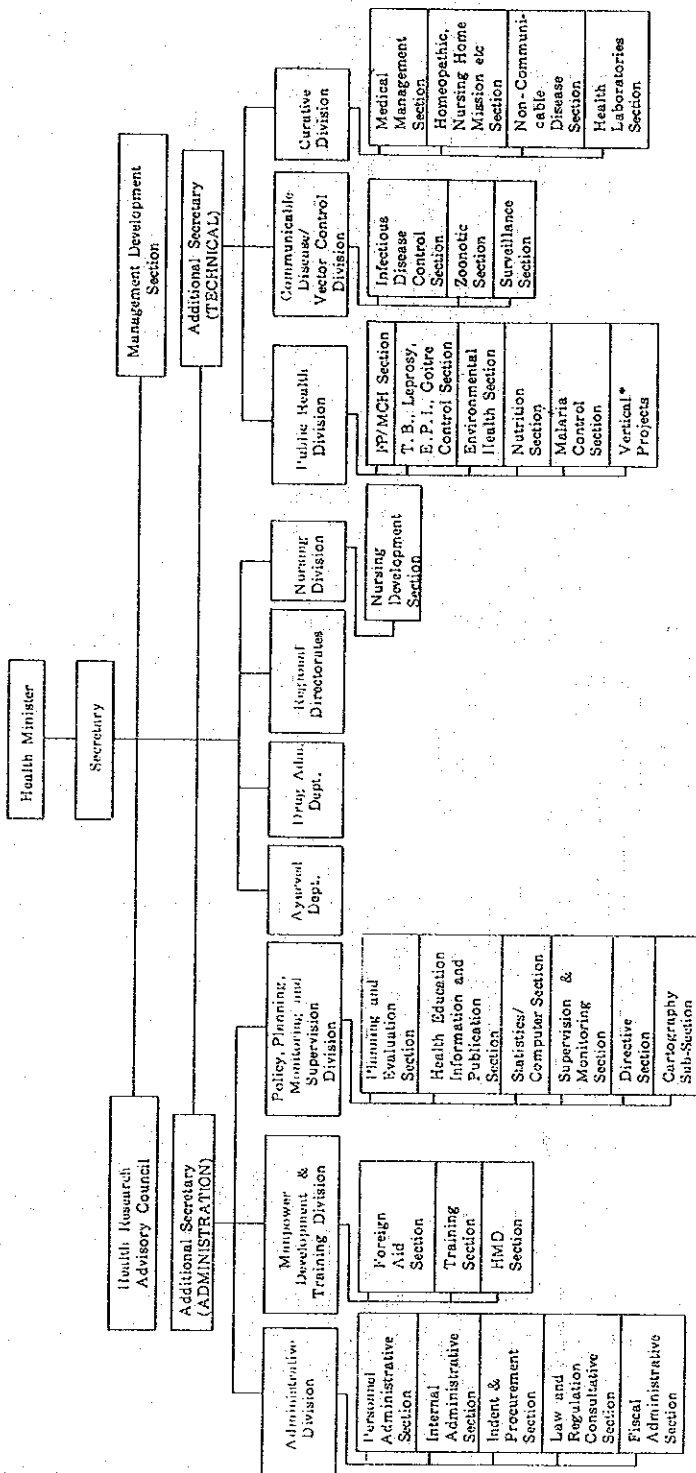 Health Minister
Secretary
Health Research
Advisory Council
Management Development
Section
Additional Secretary
(ADMINISTRATION)
Additional Secretary
(TECHNICAL)
Administrative
Division
Manpower
Development &
Training Division
Policy, Planning,
Monitoring and
Supervision
Division
Ayurved
Dept.
Drug Adm.
Dept.
Regional
Directorates
Nursing
Division
Public Health
Division
Communicable
Disease/
Vector Control
Division
Curative
Division
Personnel
Administrative
Section
Internal
Administrative
Section
Indent &
Procurement
Section
Law and
Regulation
Consultative
Section
Fiscal
Administrative
Section
Foreign
Aid
Section
Training
Section
HMD
Section
Planning and
Evaluation
Section
Health Education
Information and
Publication
Section
Statistics/
Computer Section
Supervision &
Monitoring
Section
Directive
Section
Cartography
Sub-Section
Nursing
Development
Section
FP/MCH Section
T.B., Leprosy,
E.P.I., Goitre
Control Section
Environmental
Health Section
Nutrition
Section
Malaria
Control
Section
Vertical*
Projects
Infectious
Disease
Control
Section
Zoonotic
Section
Surveillance
Section
Medical
Management
Section
Homeopathic,
Nursing Home
Mission etc
Section
Non-Communi-
cable
Disease
Section
Health
Laboratories
Section